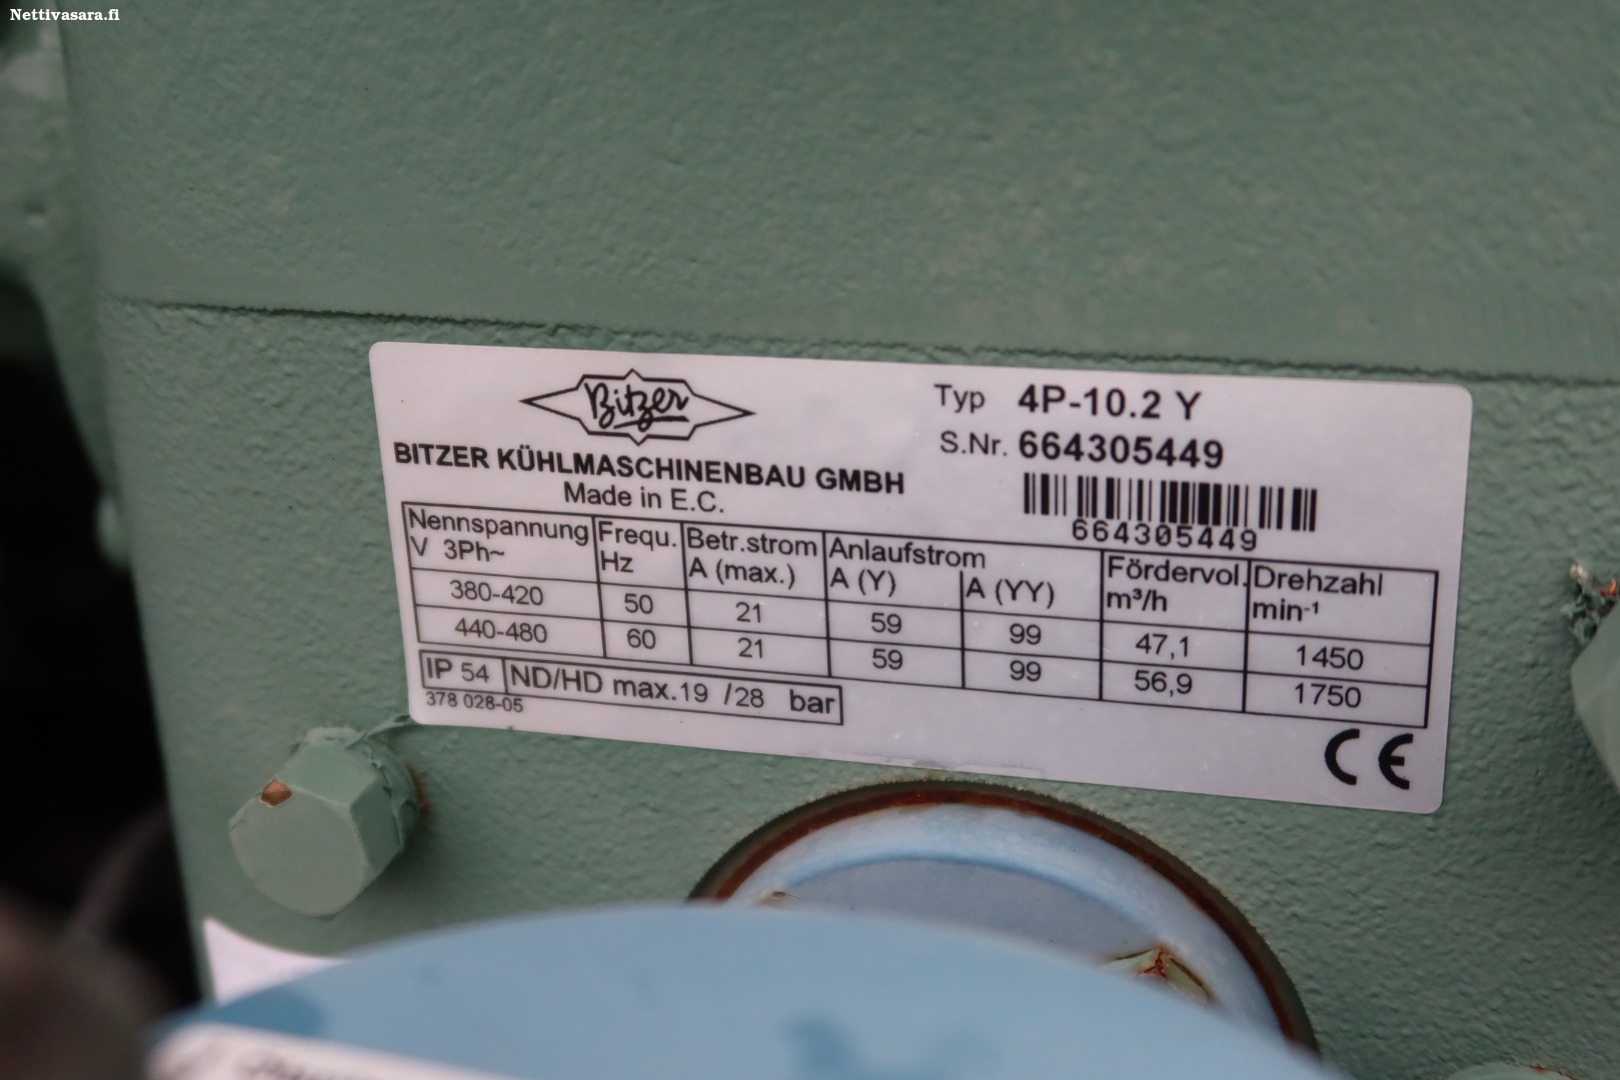 Nettivasara.fi
Bitzer
BITZER KÜHLMASCHINENBAU GMBH
Made in E.C.
Typ 4P-10.2 Y
S.Nr. 664305449
664305449
Nennspannung Frequ. Betr.strom Anlaufstrom Fördervol. Drehzahl
V 3Ph~ Hz A (max.) A (Y) A (YY) m³/h min-¹
380-420 50 21 59 99 47,1 1450
440-480 60 21 59 99 56,9 1750
IP 54 ND/HD max.19 /28 bar
378 028-05
CE